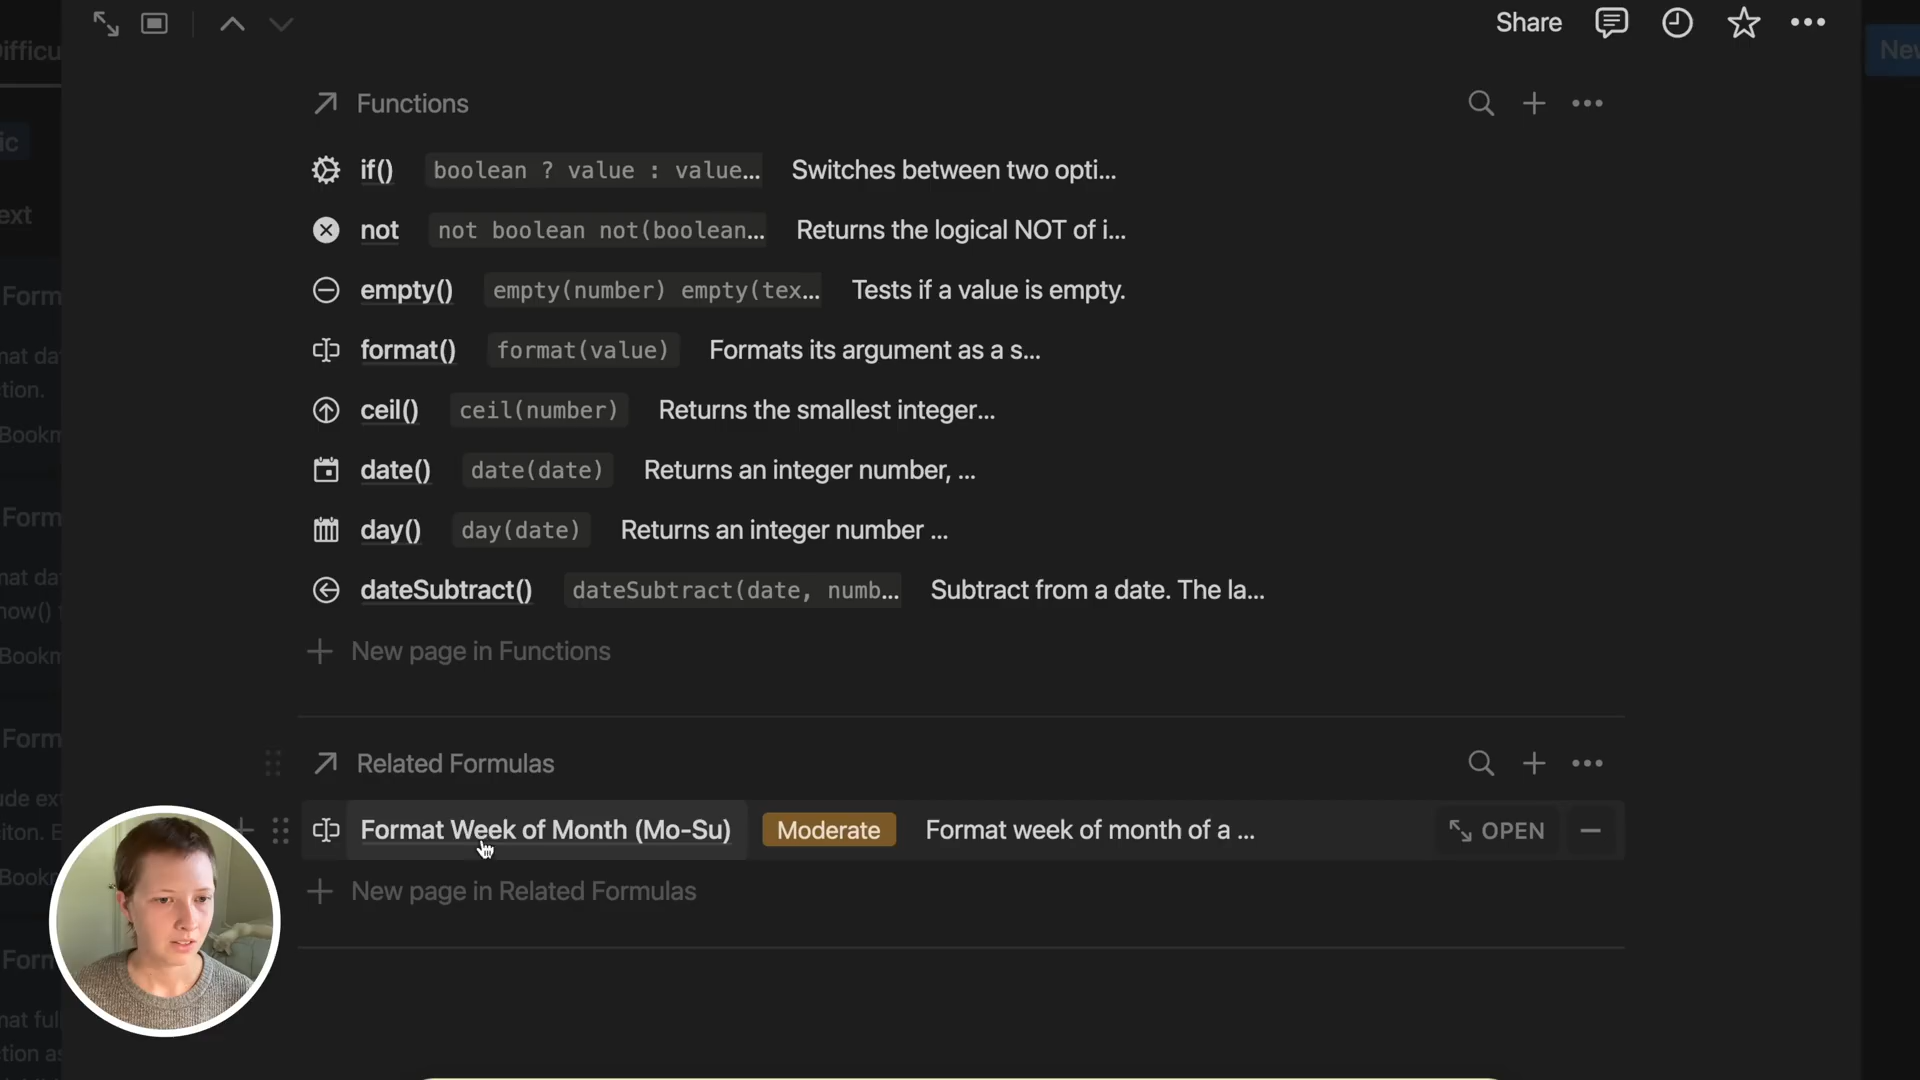 Share
Functions
if() boolean ? value : value... Switches between two opti...
not not boolean not(boolean... Returns the logical NOT of i...
empty() empty(number) empty(tex... Tests if a value is empty.
format() format(value) Formats its argument as a s...
ceil() ceil(number) Returns the smallest integer...
date() date(date) Returns an integer number, ...
day() day(date) Returns an integer number ...
dateSubtract() dateSubtract(date, numb... Subtract from a date. The la...
New page in Functions
Related Formulas
Format Week of Month (Mo-Su) Moderate Format week of month of a ... OPEN
New page in Related Formulas